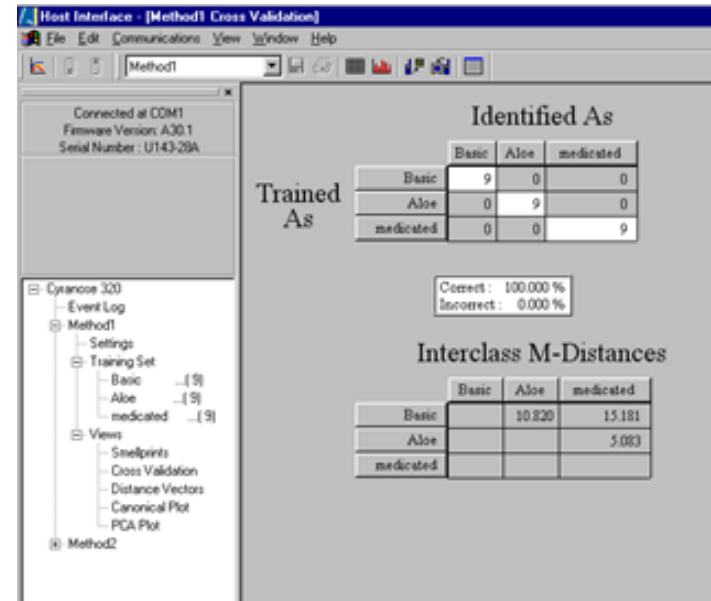 Host Interface - [Method1 Cross Validation]
File Edit Communications View Window Help
Method1
Connected at COM1
Firmware Version: A30.1
Serial Number : U143-28A
Cyranose 320
Event Log
Method1
Settings
Training Set
Basic ...( 9)
Aloe ...( 9)
medicated ...( 9)
Views
Smellprints
Cross Validation
Distance Vectors
Canonical Plot
PCA Plot
Method2
Identified As
Basic Aloe medicated
Trained As
Basic 9 0 0
Aloe 0 9 0
medicated 0 0 9
Correct : 100.000 %
Incorrect : 0.000 %
Interclass M-Distances
Basic Aloe medicated
Basic 10.820 15.181
Aloe 5.083
medicated